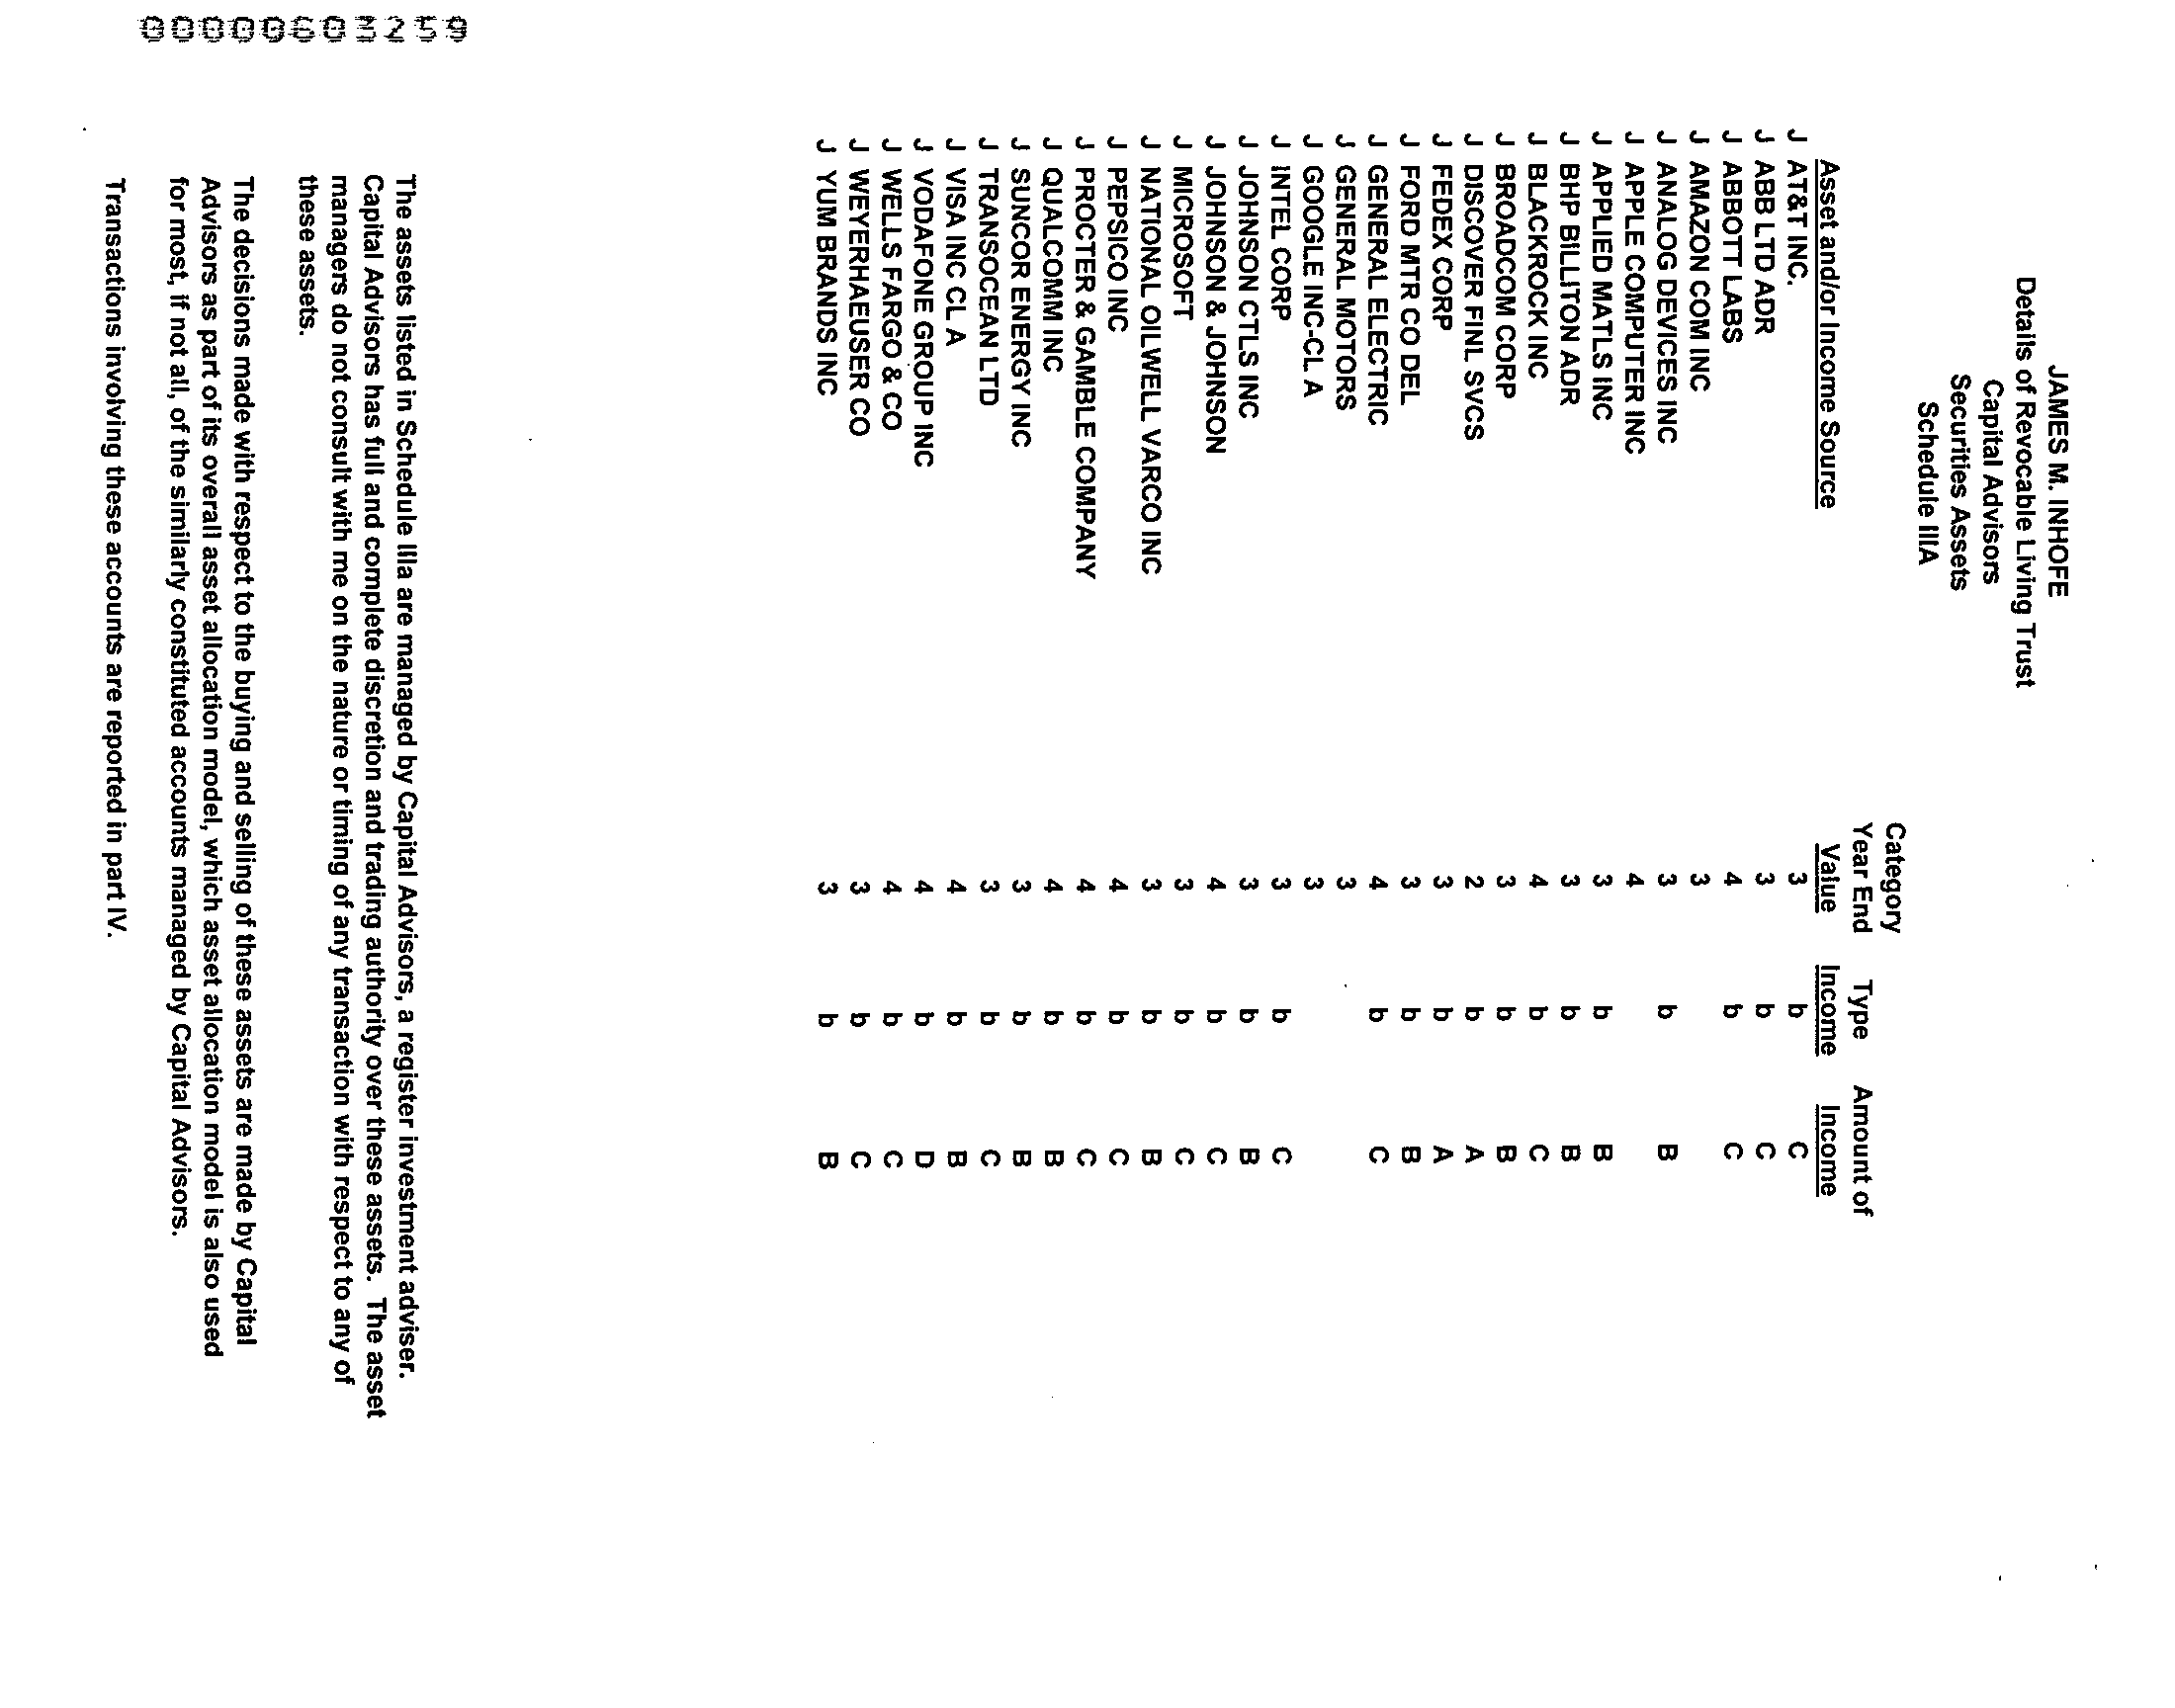 JAMES M. INHOFE
Details of Revocable Living Trust
Capital Advisors
Securities Assets
Schedule IIIA
Category
Year End Type Amount of
Asset and/or Income Source Value Income Income
J AT&T INC. 3 b C
J ABB LTD ADR 3 b C
J ABBOTT LABS 4 b C
J AMAZON COM INC 3
J ANALOG DEVICES INC 3 b B
J APPLE COMPUTER INC 4
J APPLIED MATLS INC 3 b B
J BHP BILLITON ADR 3 b B
J BLACKROCK INC 4 b C
J BROADCOM CORP 3 b B
J DISCOVER FINL SVCS 2 b A
J FEDEX CORP 3 b A
J FORD MTR CO DEL 3 b B
J GENERAL ELECTRIC 4 b C
J GENERAL MOTORS 3
J GOOGLE INC-CL A 3
J INTEL CORP 3 b C
J JOHNSON CTLS INC 3 b B
J JOHNSON & JOHNSON 4 b C
J MICROSOFT 3 b C
J NATIONAL OILWELL VARCO INC 3 b B
J PEPSICO INC 4 b C
J PROCTER & GAMBLE COMPANY 4 b C
J QUALCOMM INC 4 b B
J SUNCOR ENERGY INC 3 b B
J TRANSOCEAN LTD 3 b C
J VISA INC CL A 4 b B
J VODAFONE GROUP INC 4 b D
J WELLS FARGO & CO 4 b C
J WEYERHAEUSER CO 3 b C
J YUM BRANDS INC 3 b B
The assets listed in Schedule IIIa are managed by Capital Advisors, a register investment adviser.
Capital Advisors has full and complete discretion and trading authority over these assets. The asset
managers do not consult with me on the nature or timing of any transaction with respect to any of
these assets.
The decisions made with respect to the buying and selling of these assets are made by Capital
Advisors as part of its overall asset allocation model, which asset allocation model is also used
for most, if not all, of the similarly constituted accounts managed by Capital Advisors.
Transactions involving these accounts are reported in part IV.
00000603259